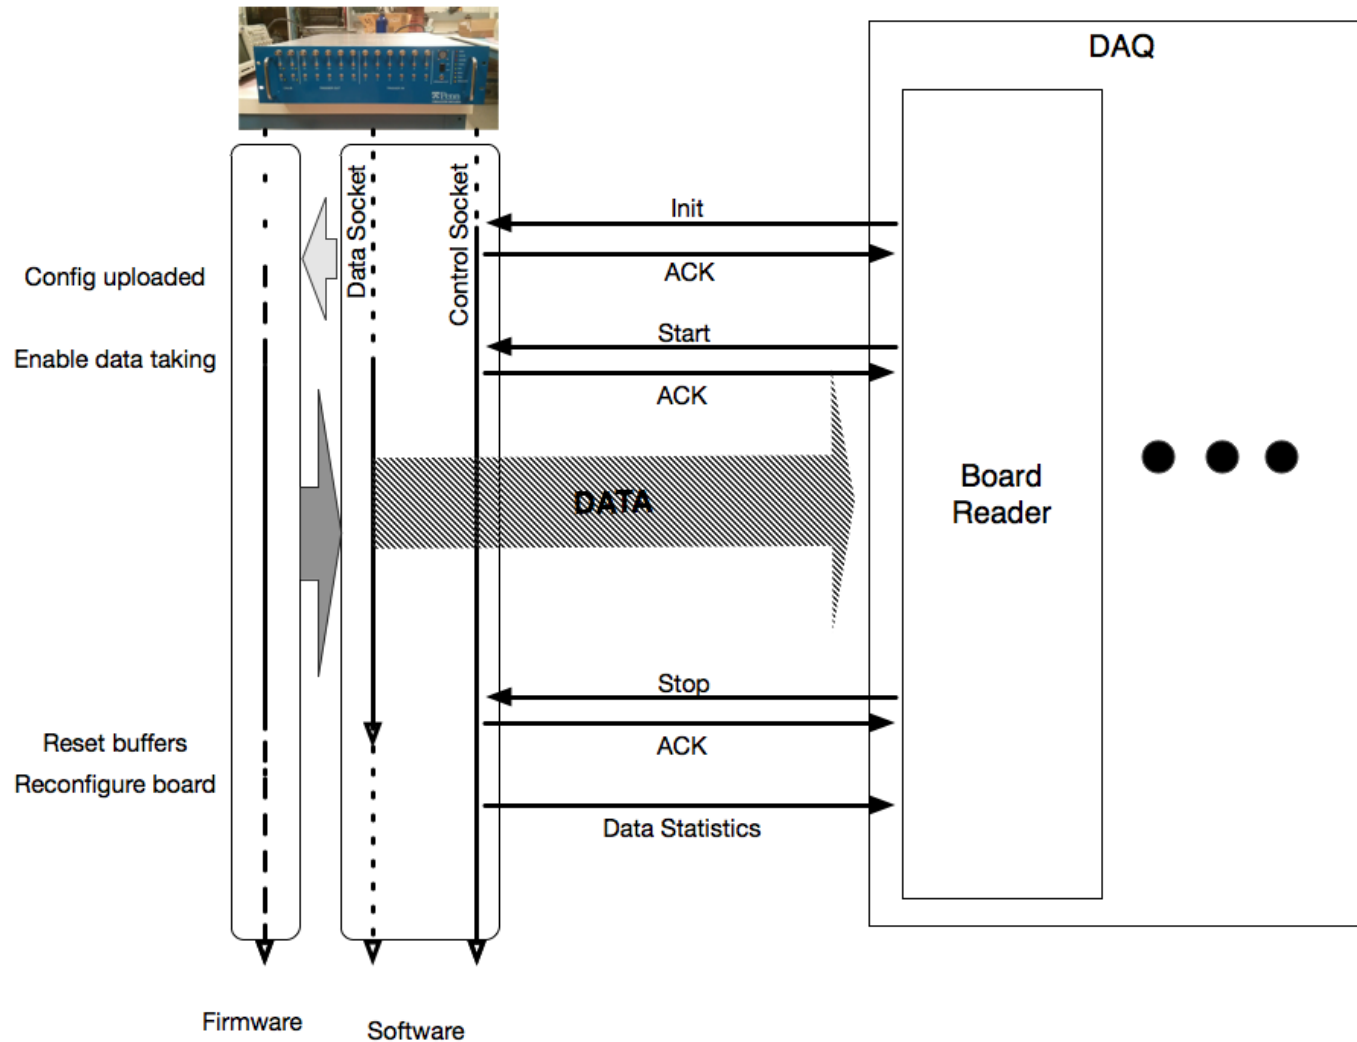 DAQ
Penn
Data Socket
Control Socket
Init
ACK
Config uploaded
Start
Enable data taking
ACK
DATA
Board
Reader
Stop
Reset buffers
ACK
Reconfigure board
Data Statistics
Firmware
Software